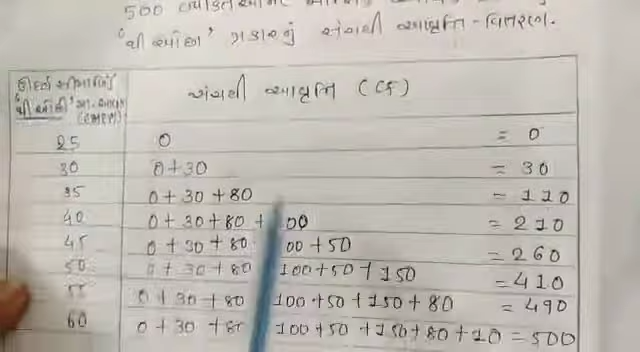 500
'થી ઓછા' પ્રકારનું સંચયી આવૃત્તિ-વિતરણ.
સંચયી આવૃત્તિ (CF)
'થી ઓછી'
25 0 = 0
30 0+30 = 30
35 0+30+80 = 110
40 0+30+80+ 00 = 210
45 0+30+80 00+50 = 260
50 0+30+80 100+50+150 = 410
55 0+30+80 100+50+150+80 = 490
60 0+30+80 100+50+150+80+10 = 500